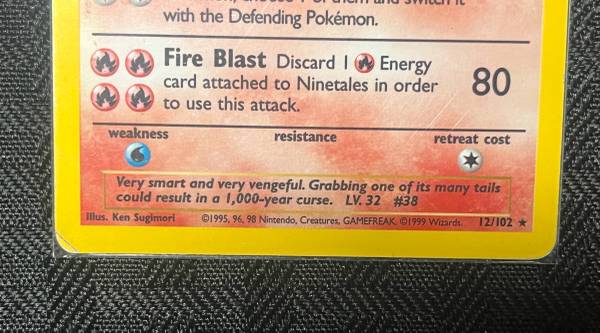 with the Defending Pokémon.
Fire Blast Discard 1 Energy
card attached to Ninetales in order
to use this attack.
80
weakness resistance retreat cost
Very smart and very vengeful. Grabbing one of its many tails
could result in a 1,000-year curse. LV. 32 #38
Illus. Ken Sugimori ©1995, 96, 98 Nintendo, Creatures, GAMEFREAK. ©1999 Wizards. 12/102 ★